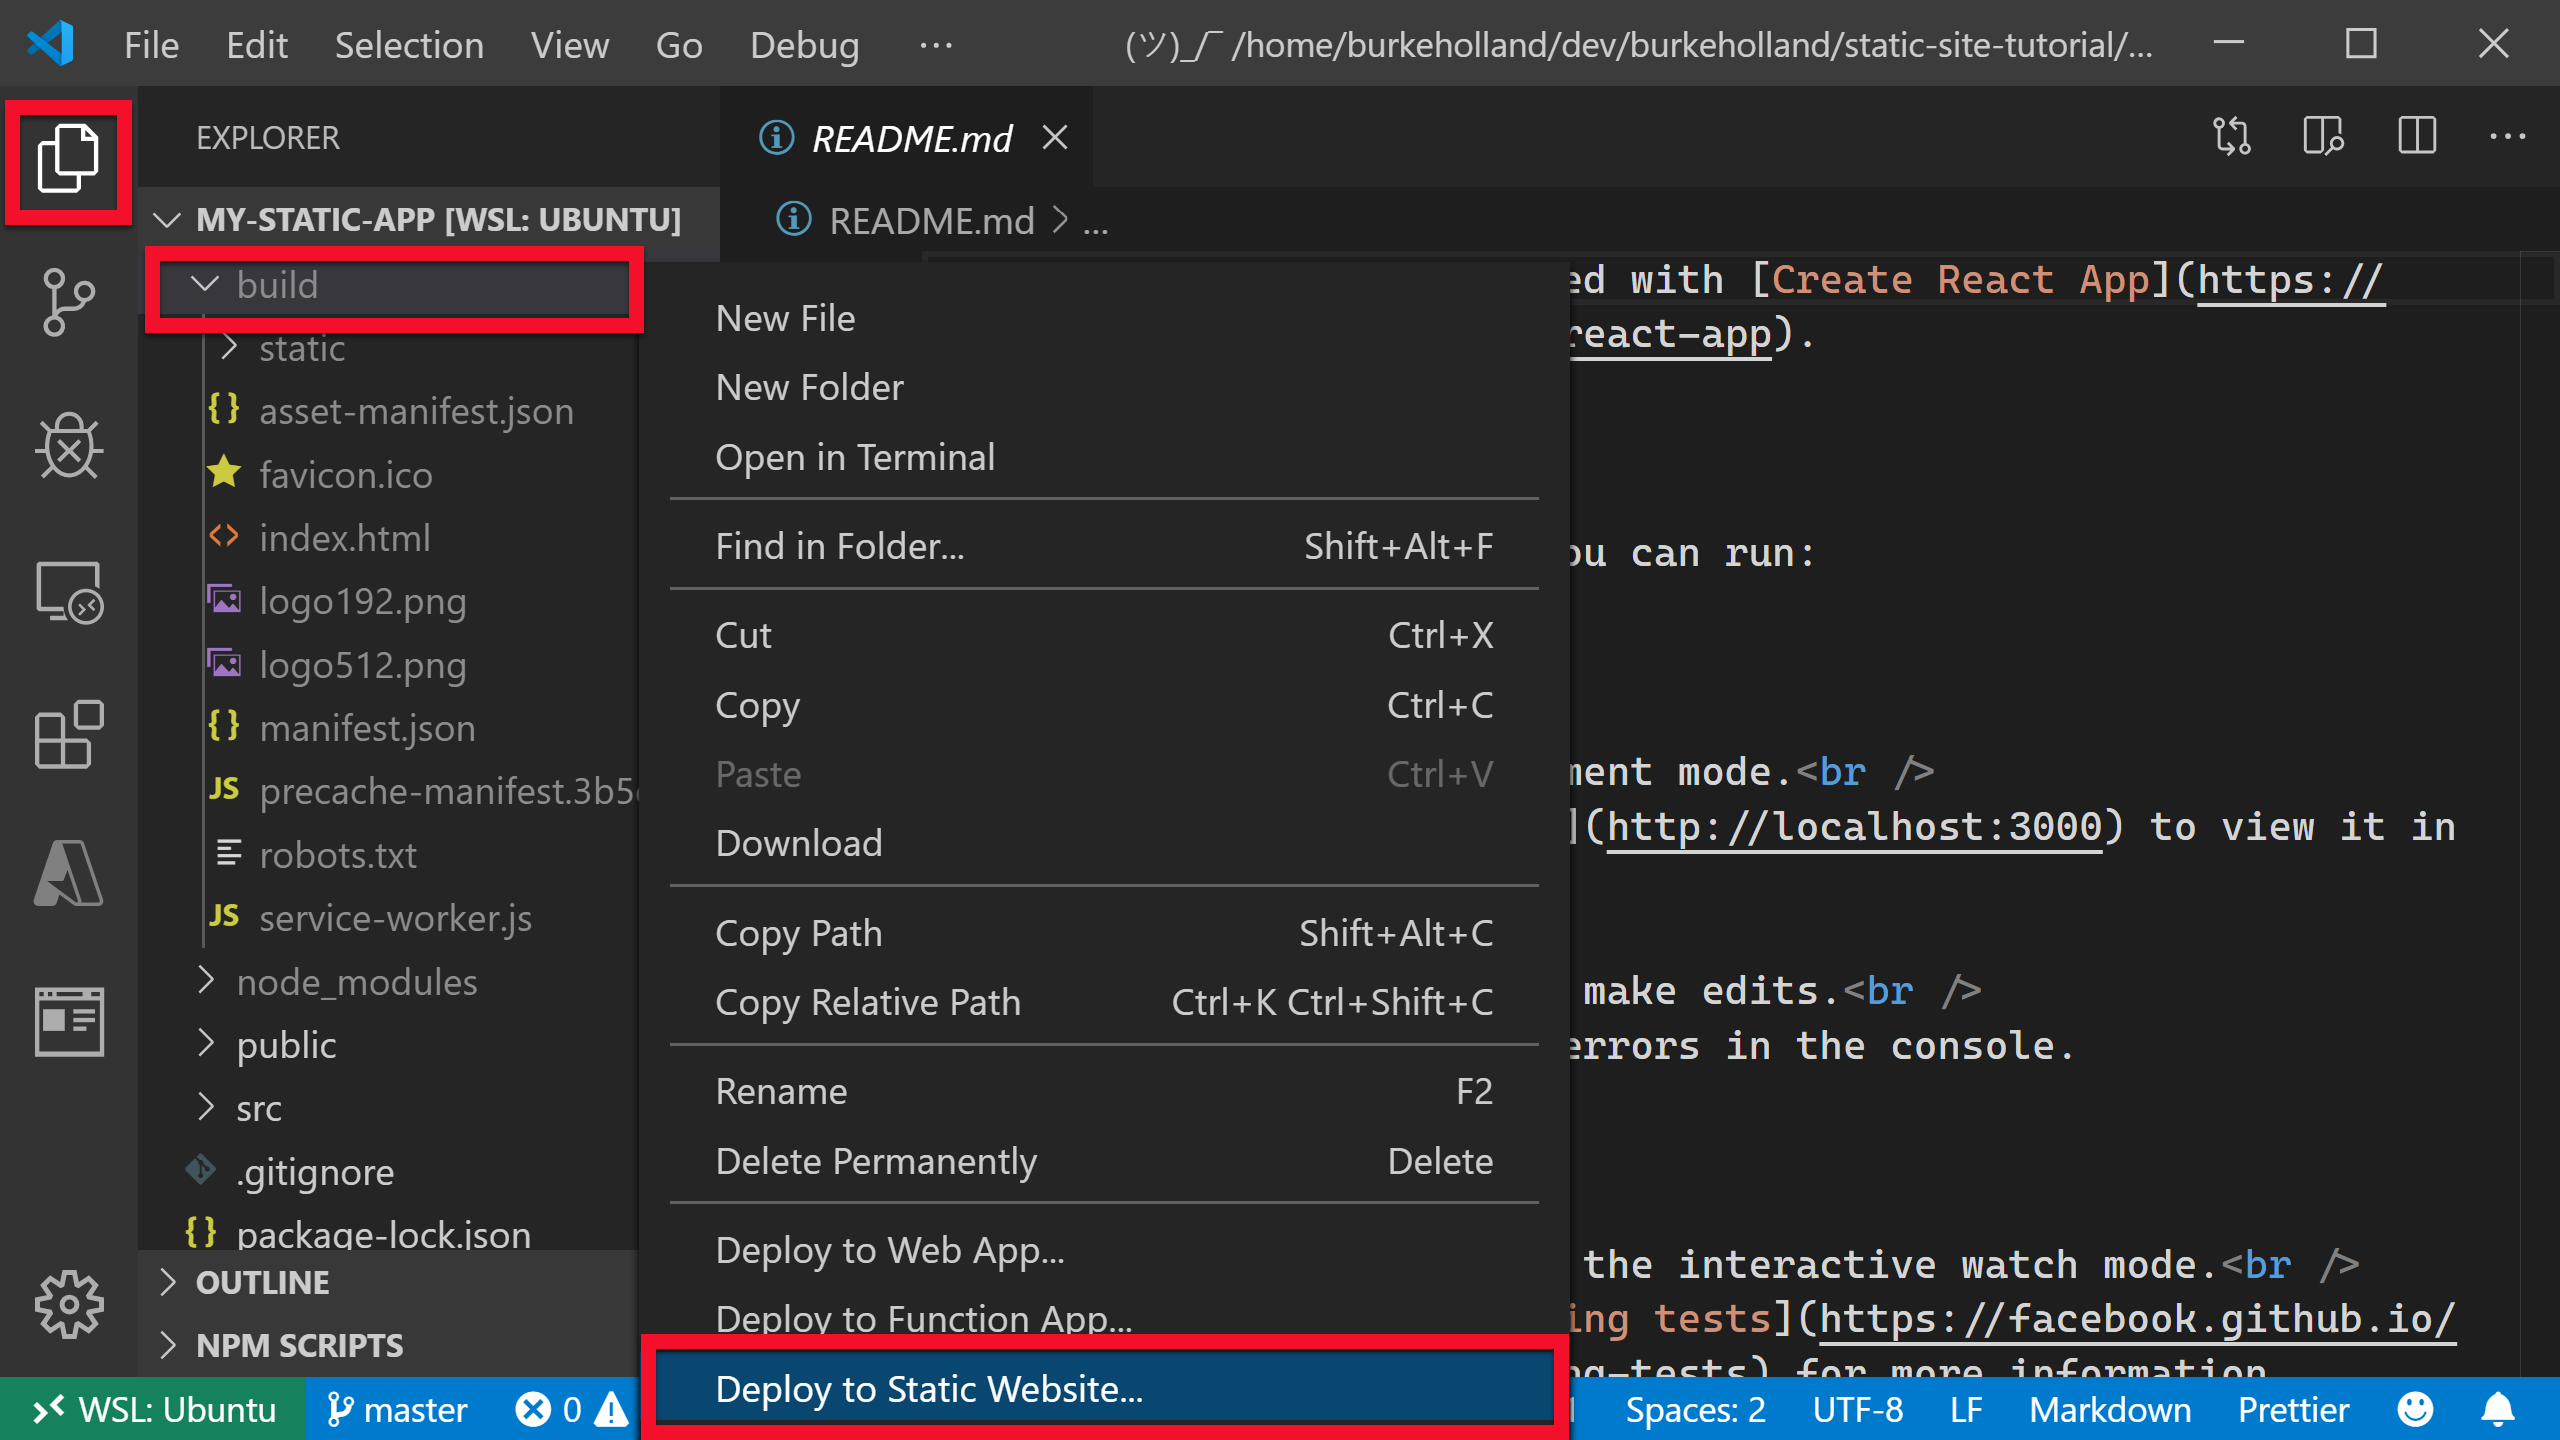 File Edit Selection View Go Debug ··· (ツ)_/¯ /home/burkeholland/dev/burkeholland/static-site-tutorial/...
EXPLORER
MY-STATIC-APP [WSL: UBUNTU]
build
static
{} asset-manifest.json
favicon.ico
<> index.html
logo192.png
logo512.png
{} manifest.json
JS precache-manifest.3b5
robots.txt
JS service-worker.js
node_modules
public
src
.gitignore
{} package-lock.json
OUTLINE
NPM SCRIPTS
README.md
README.md > ...
New File
New Folder
Open in Terminal
Find in Folder... Shift+Alt+F
Cut Ctrl+X
Copy Ctrl+C
Paste Ctrl+V
Download
Copy Path Shift+Alt+C
Copy Relative Path Ctrl+K Ctrl+Shift+C
Rename F2
Delete Permanently Delete
Deploy to Web App...
Deploy to Function App...
Deploy to Static Website...
ed with [Create React App](https://
react-app).
ou can run:
ment mode.<br />
](http://localhost:3000) to view it in
make edits.<br />
errors in the console.
the interactive watch mode.<br />
ing tests](https://facebook.github.io/
ng-tests) for more information
WSL: Ubuntu master 0 Spaces: 2 UTF-8 LF Markdown Prettier